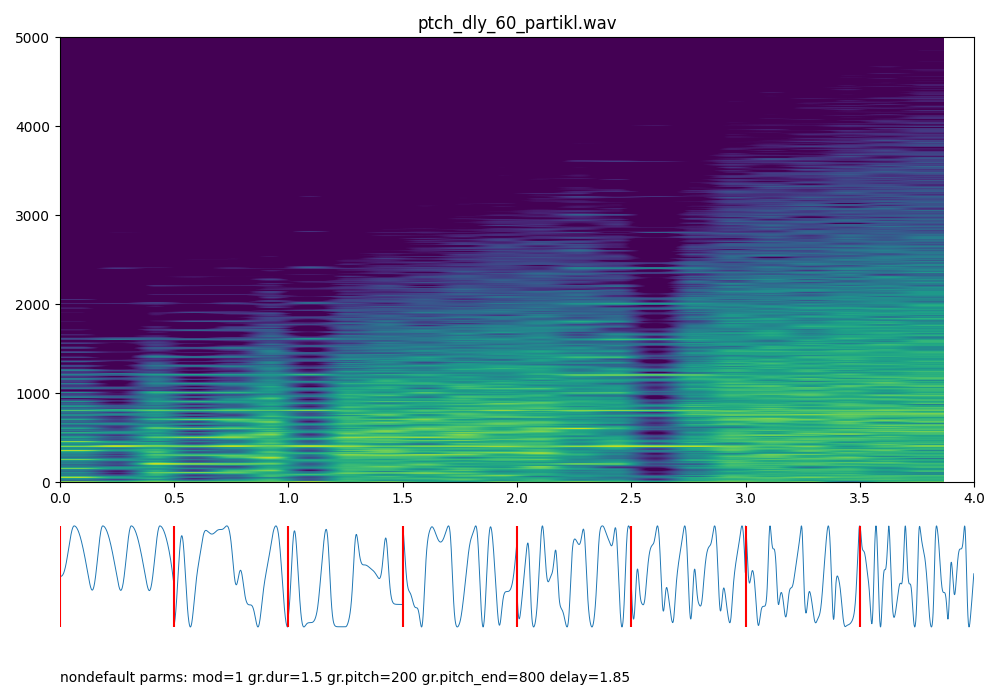 ptch_dly_60_partikl.wav
5000
4000
3000
2000
1000
0
0.0 0.5 1.0 1.5 2.0 2.5 3.0 3.5 4.0
nondefault parms: mod=1 gr.dur=1.5 gr.pitch=200 gr.pitch_end=800 delay=1.85